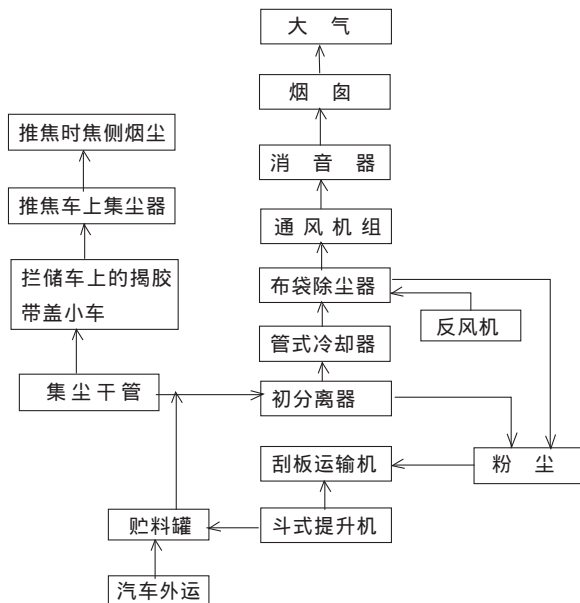 大气
烟囱
推焦时焦侧烟尘
消音器
推焦车上集尘器
通风机组
拦储车上的揭胶
带盖小车
布袋除尘器
反风机
管式冷却器
集尘干管
初分离器
刮板运输机
粉尘
贮料罐
斗式提升机
汽车外运